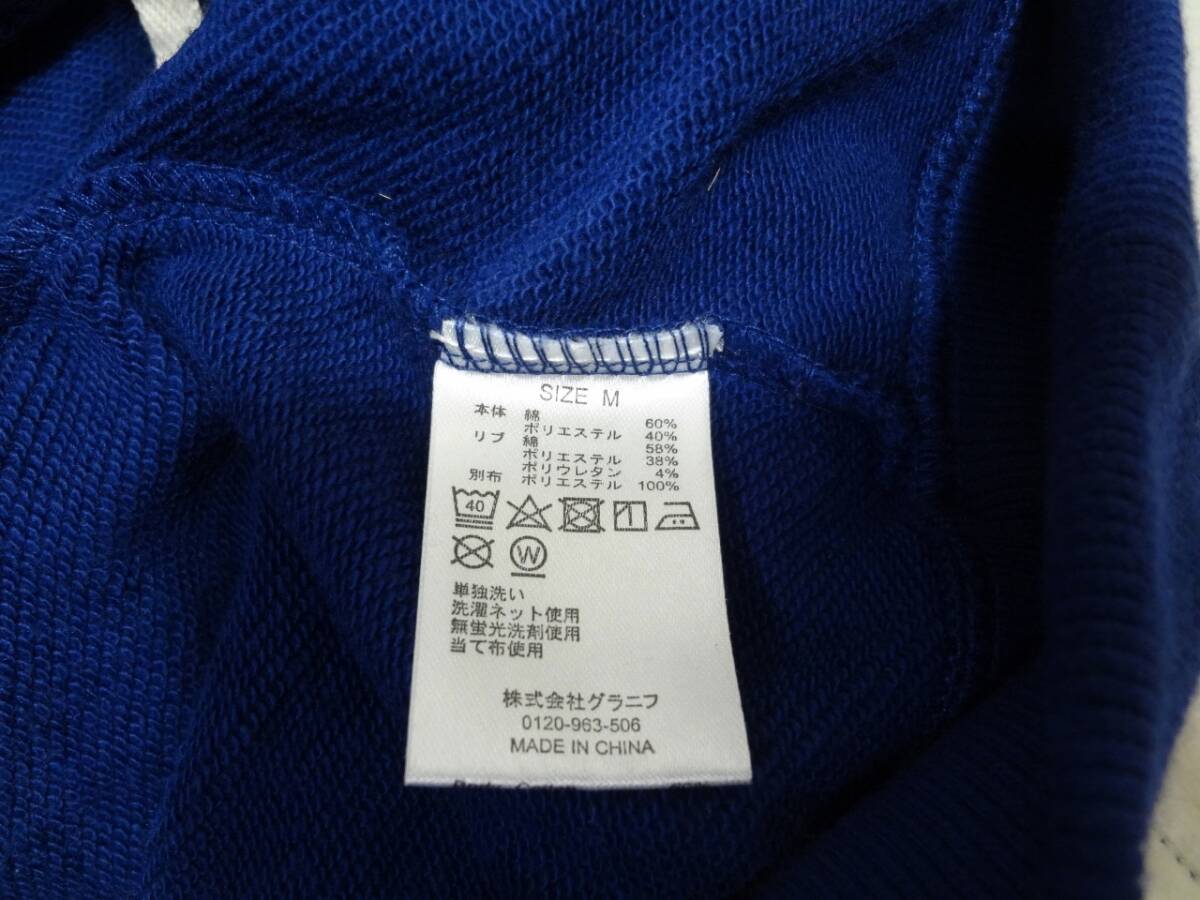 SIZE M
本体 綿 60%
ポリエステル 40%
リブ 綿 58%
ポリエステル 38%
ポリウレタン 4%
別布 ポリエステル 100%
40
W
単独洗い
洗濯ネット使用
無蛍光洗剤使用
当て布使用
株式会社グラニフ
0120-963-506
MADE IN CHINA